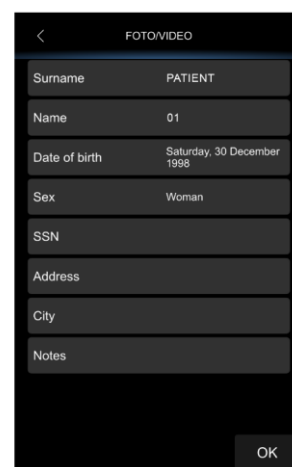 FOTO/VIDEO
Surname PATIENT
Name 01
Date of birth Saturday, 30 December
1998
Sex Woman
SSN
Address
City
Notes
OK